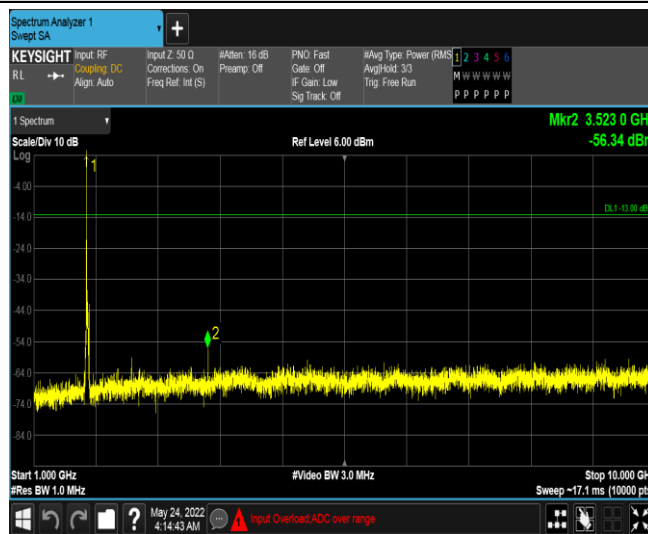 Spectrum Analyzer 1
Swept SA
+
KEYSIGHT
RL
LXI
Input: RF
Coupling: DC
Align: Auto
Input Z: 50 Ω
Corrections: On
Freq Ref: Int (S)
#Atten: 16 dB
Preamp: Off
PNO: Fast
Gate: Off
IF Gain: Low
Sig Track: Off
#Avg Type: Power (RMS
Avg|Hold: 3/3
Trig: Free Run
1 2 3 4 5 6
M W W W W W
P P P P P P
1 Spectrum
Mkr2 3.523 0 GH
Scale/Div 10 dB
Ref Level 6.00 dBm
-56.34 dBr
Log
1
-4.00
DL1 -13.00 dB
-14.0
-24.0
-34.0
-44.0
2
-54.0
-64.0
-74.0
-84.0
Start 1.000 GHz
#Video BW 3.0 MHz
Stop 10.000 GH
#Res BW 1.0 MHz
Sweep ~17.1 ms (10000 pt
?
May 24, 2022
4:14:43 AM
1
Input Overload;ADC over range